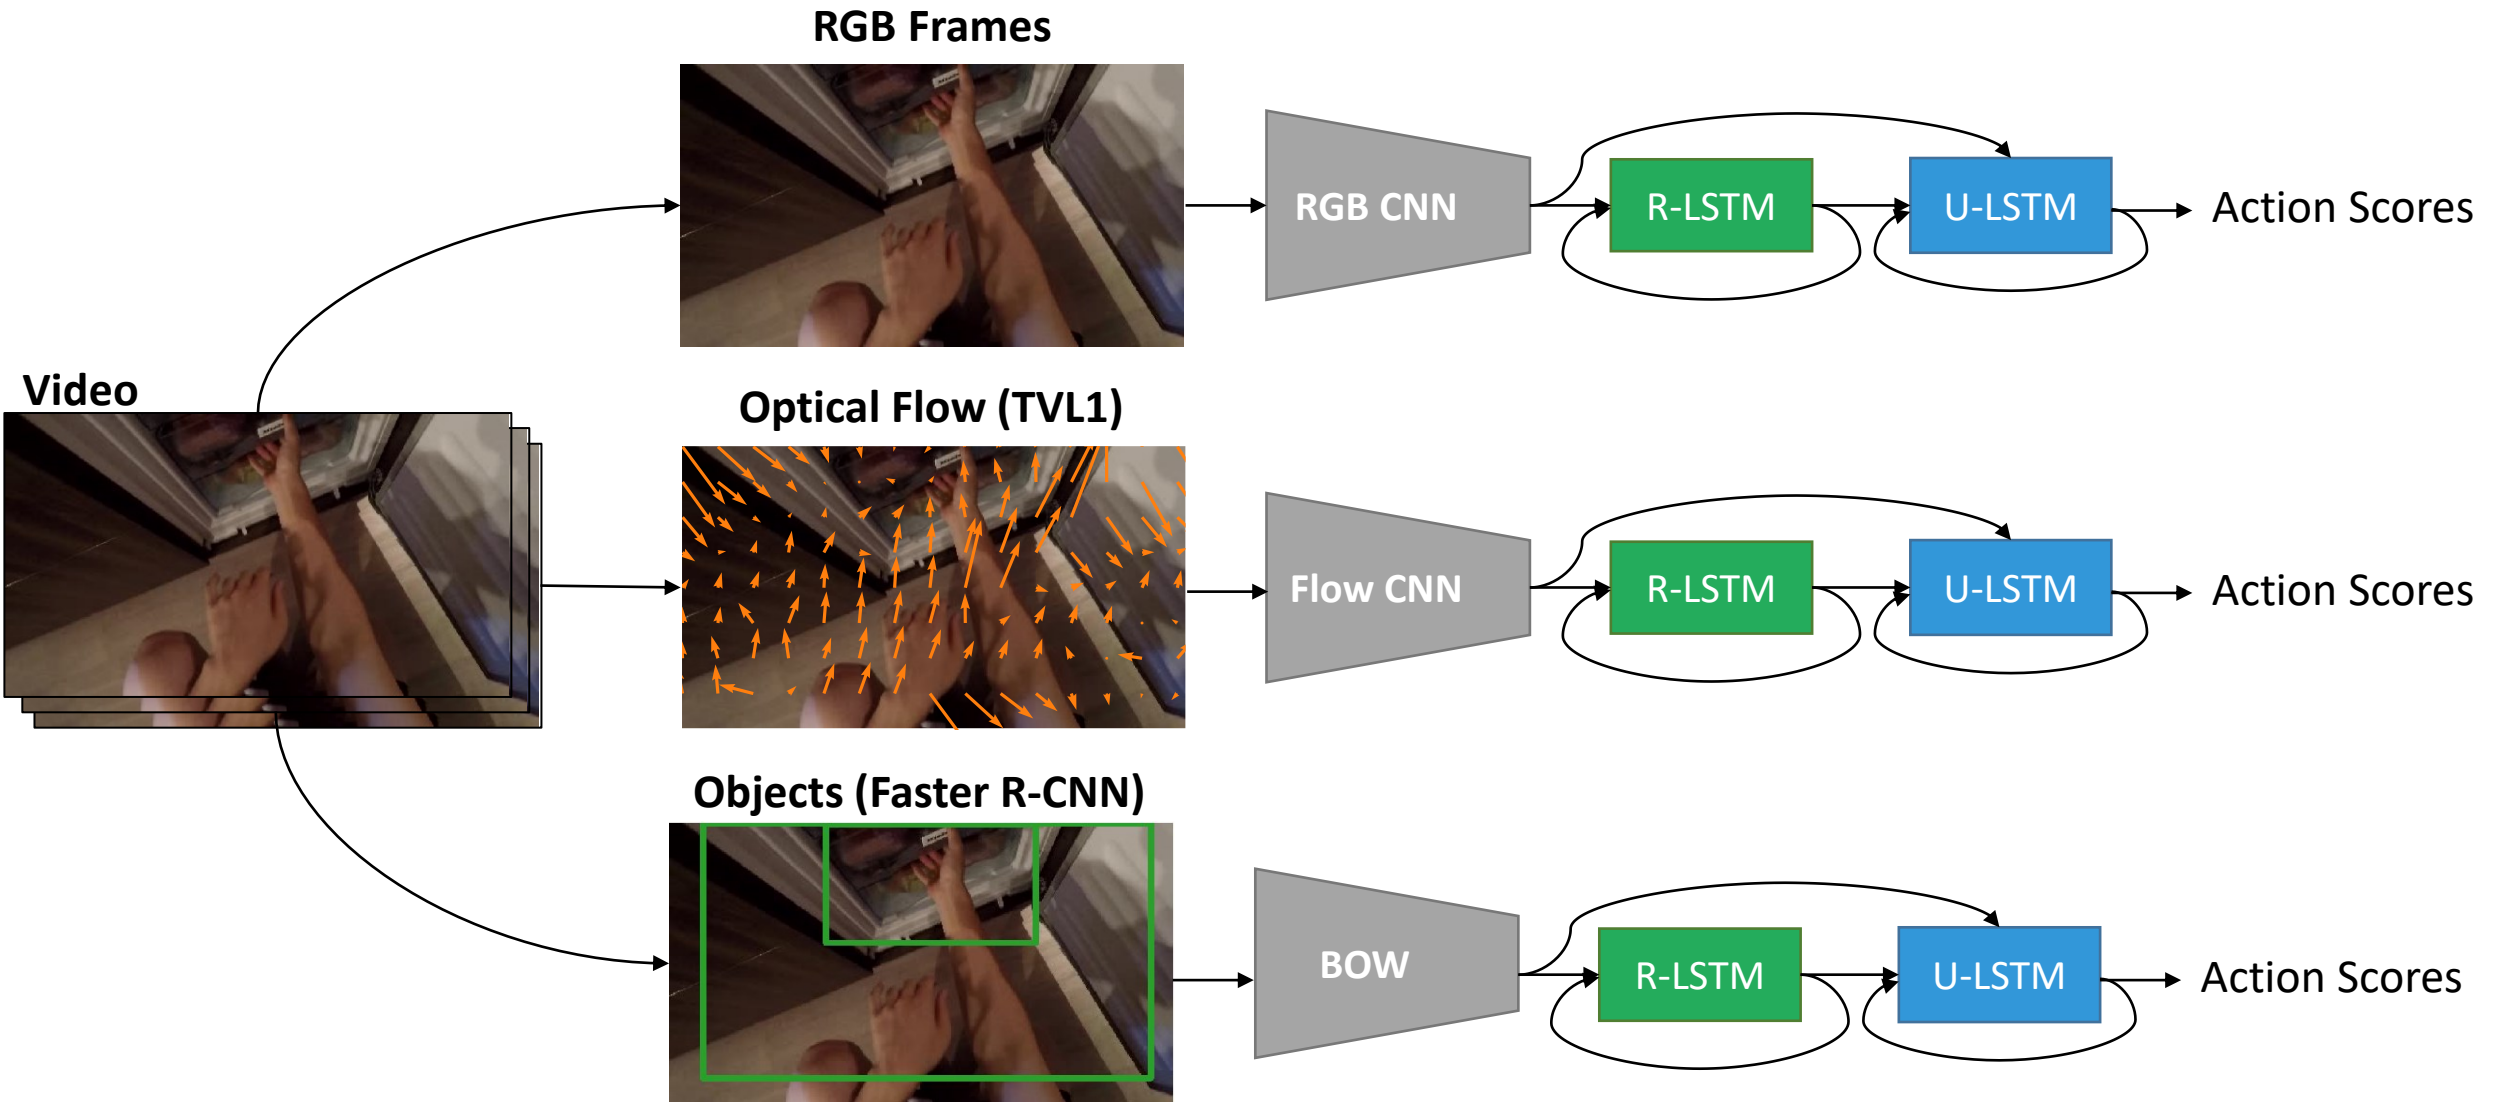 RGB Frames
RGB CNN
R-LSTM
U-LSTM
Action Scores
Video
Optical Flow (TVL1)
Flow CNN
R-LSTM
U-LSTM
Action Scores
Objects (Faster R-CNN)
BOW
R-LSTM
U-LSTM
Action Scores